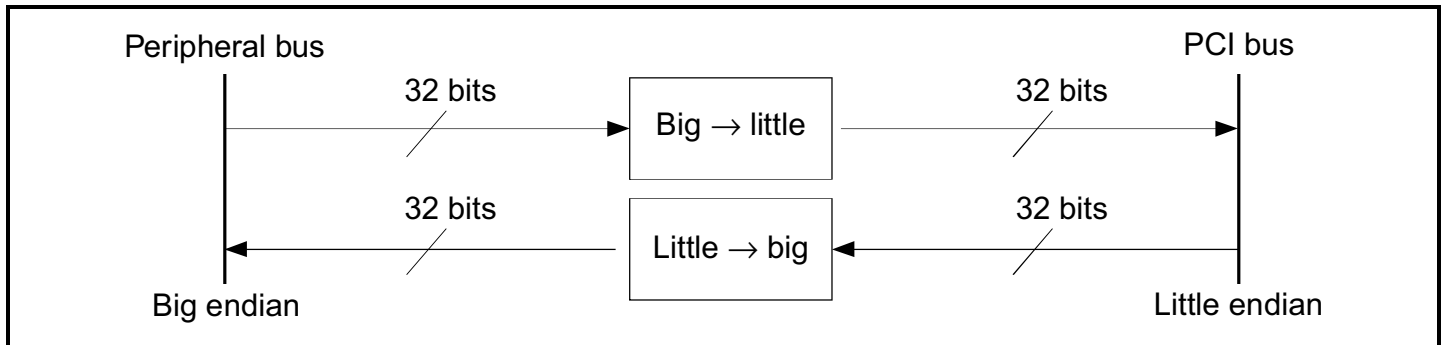 Peripheral bus
PCI bus
32 bits
32 bits
Big → little
32 bits
32 bits
Little → big
Big endian
Little endian